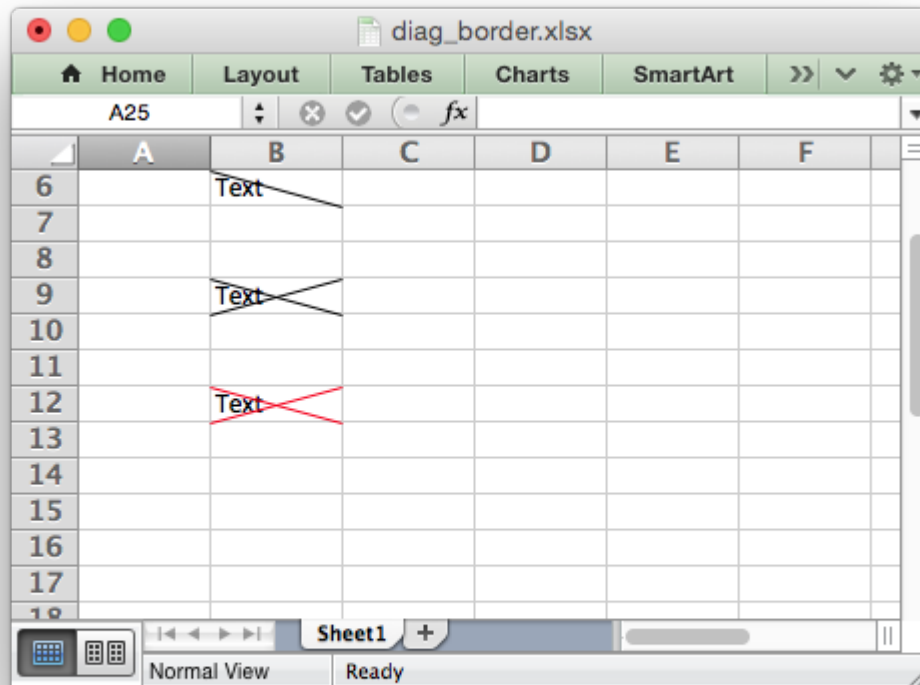 diag_border.xlsx
Home Layout Tables Charts SmartArt
A25 fx
A B C D E F
6 Text
7
8
9 Text
10
11
12 Text
13
14
15
16
17
18
Sheet1 +
Normal View Ready